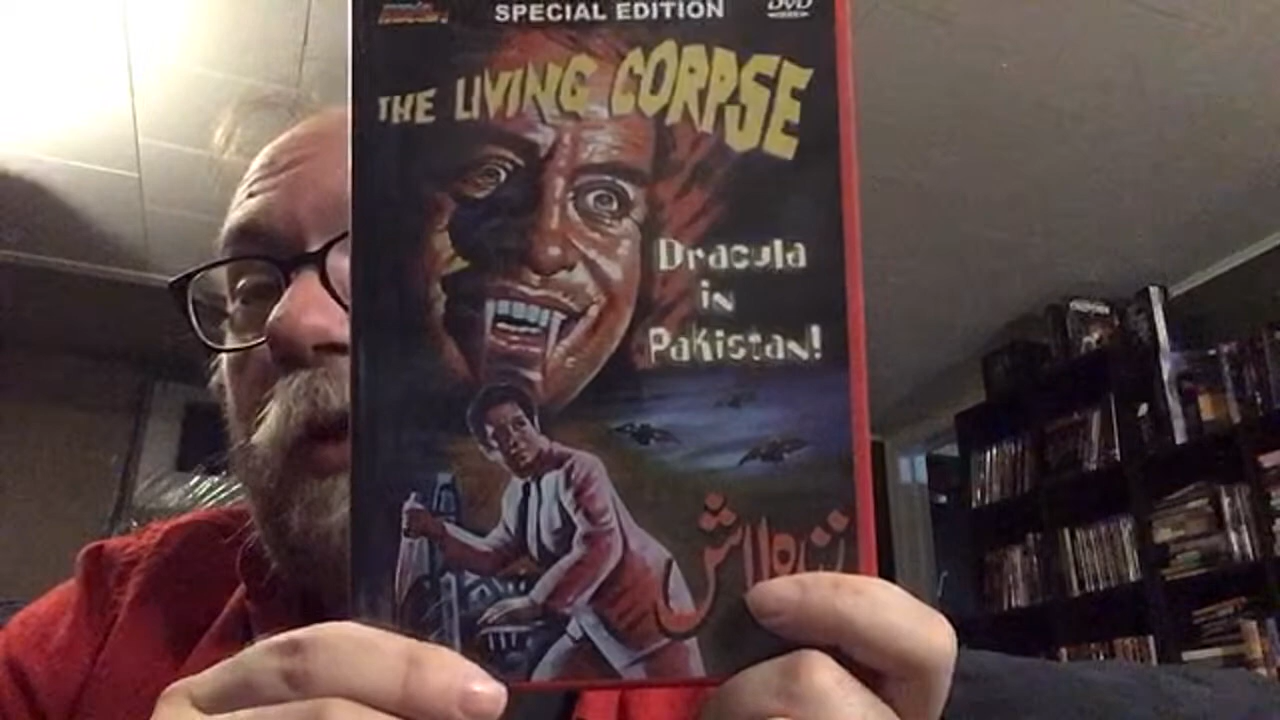 SPECIAL EDITION
DVD
THE LIVING CORPSE
Dracula
in
Pakistan!
زندہ لاش